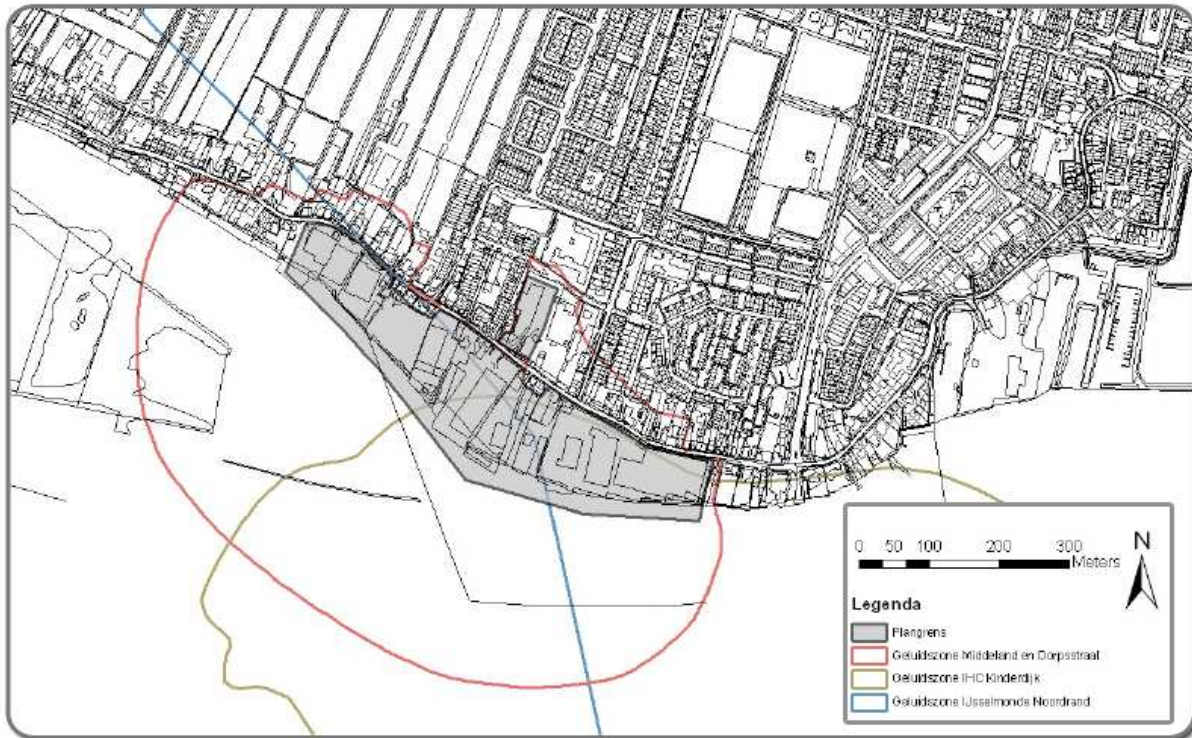 0 50 100 200 300
Meters
N
Legenda
Plangrens
Geluidszone Middeland en Dorpsstraat
Geluidszone IHC Kinderdijk
Geluidszone IJsselmonde Noordrand